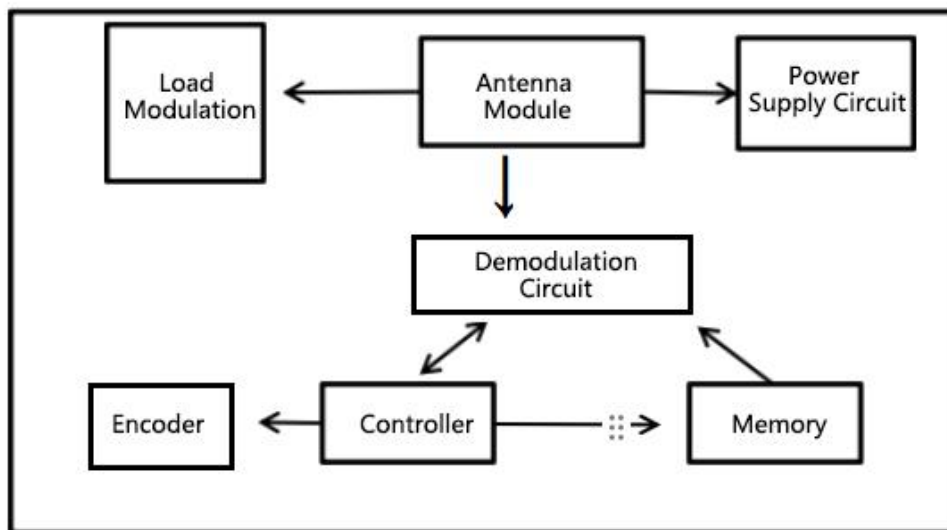 Load
Modulation
Antenna
Module
Power
Supply Circuit
Demodulation
Circuit
Encoder
Controller
Memory